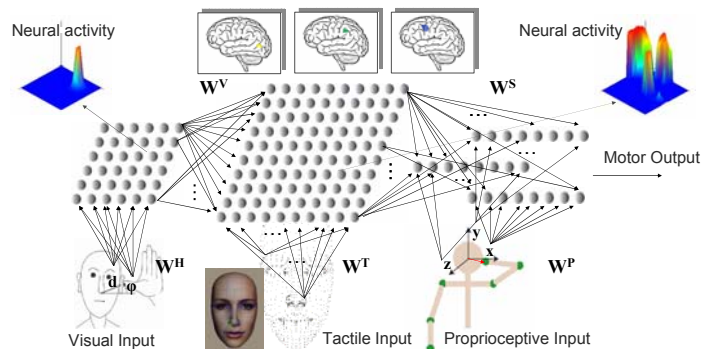 Neural activity
Neural activity
W^V
W^S
...
...
...
Motor Output
...
...
...
...
W^H
d
φ
W^T
y
x
z
W^P
Visual Input
Tactile Input
Proprioceptive Input